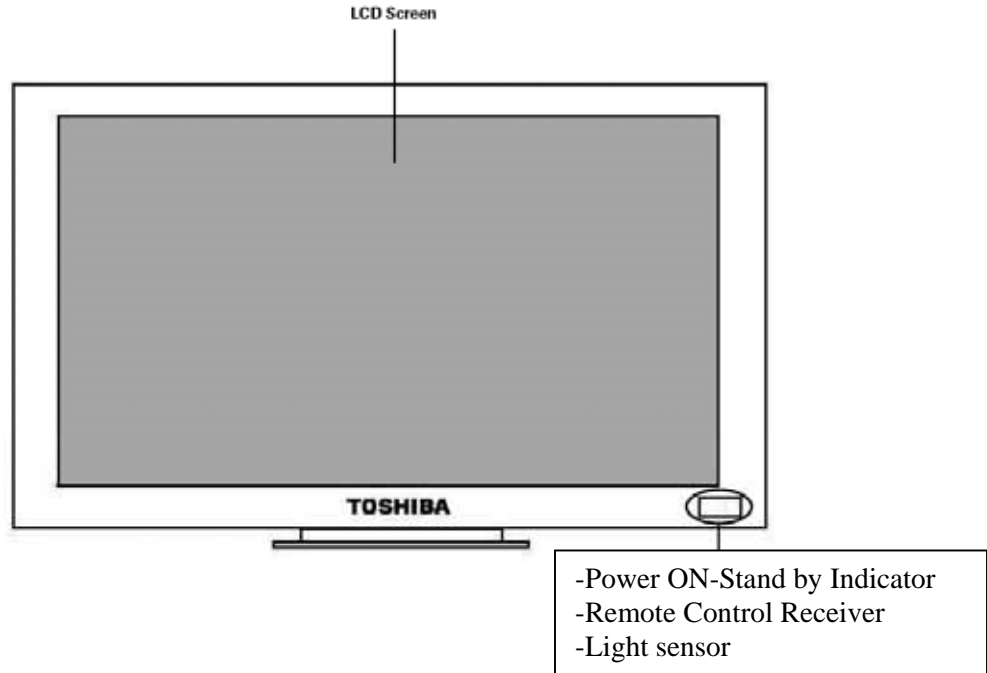 LCD Screen
TOSHIBA
-Power ON-Stand by Indicator
-Remote Control Receiver
-Light sensor